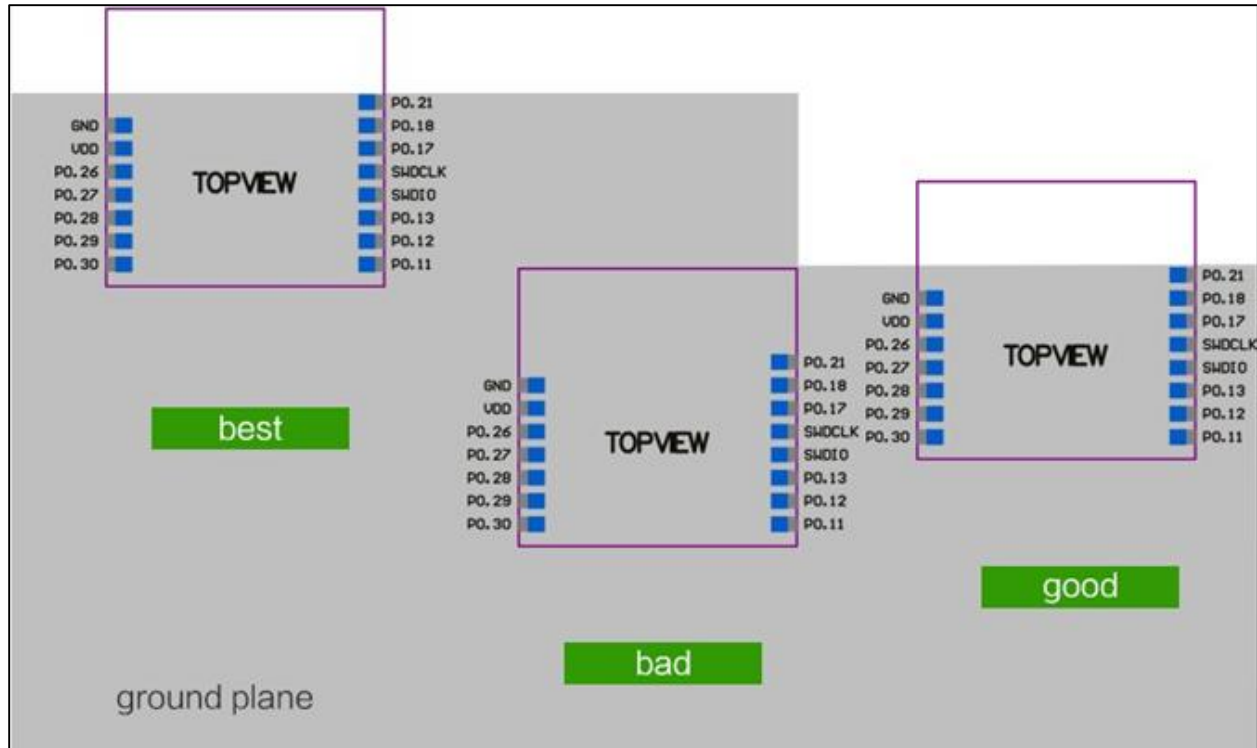 P0.21
GND
P0.18
VDD
P0.17
P0.26
TOPVIEW
SWDCLK
P0.27
SWDIO
P0.28
P0.13
P0.29
P0.12
P0.30
P0.11
best
P0.21
GND
P0.18
VDD
P0.17
P0.26
TOPVIEW
SWDCLK
P0.27
SWDIO
P0.28
P0.13
P0.29
P0.12
P0.30
P0.11
bad
P0.21
GND
P0.18
VDD
P0.17
P0.26
TOPVIEW
SWDCLK
P0.27
SWDIO
P0.28
P0.13
P0.29
P0.12
P0.30
P0.11
good
ground plane